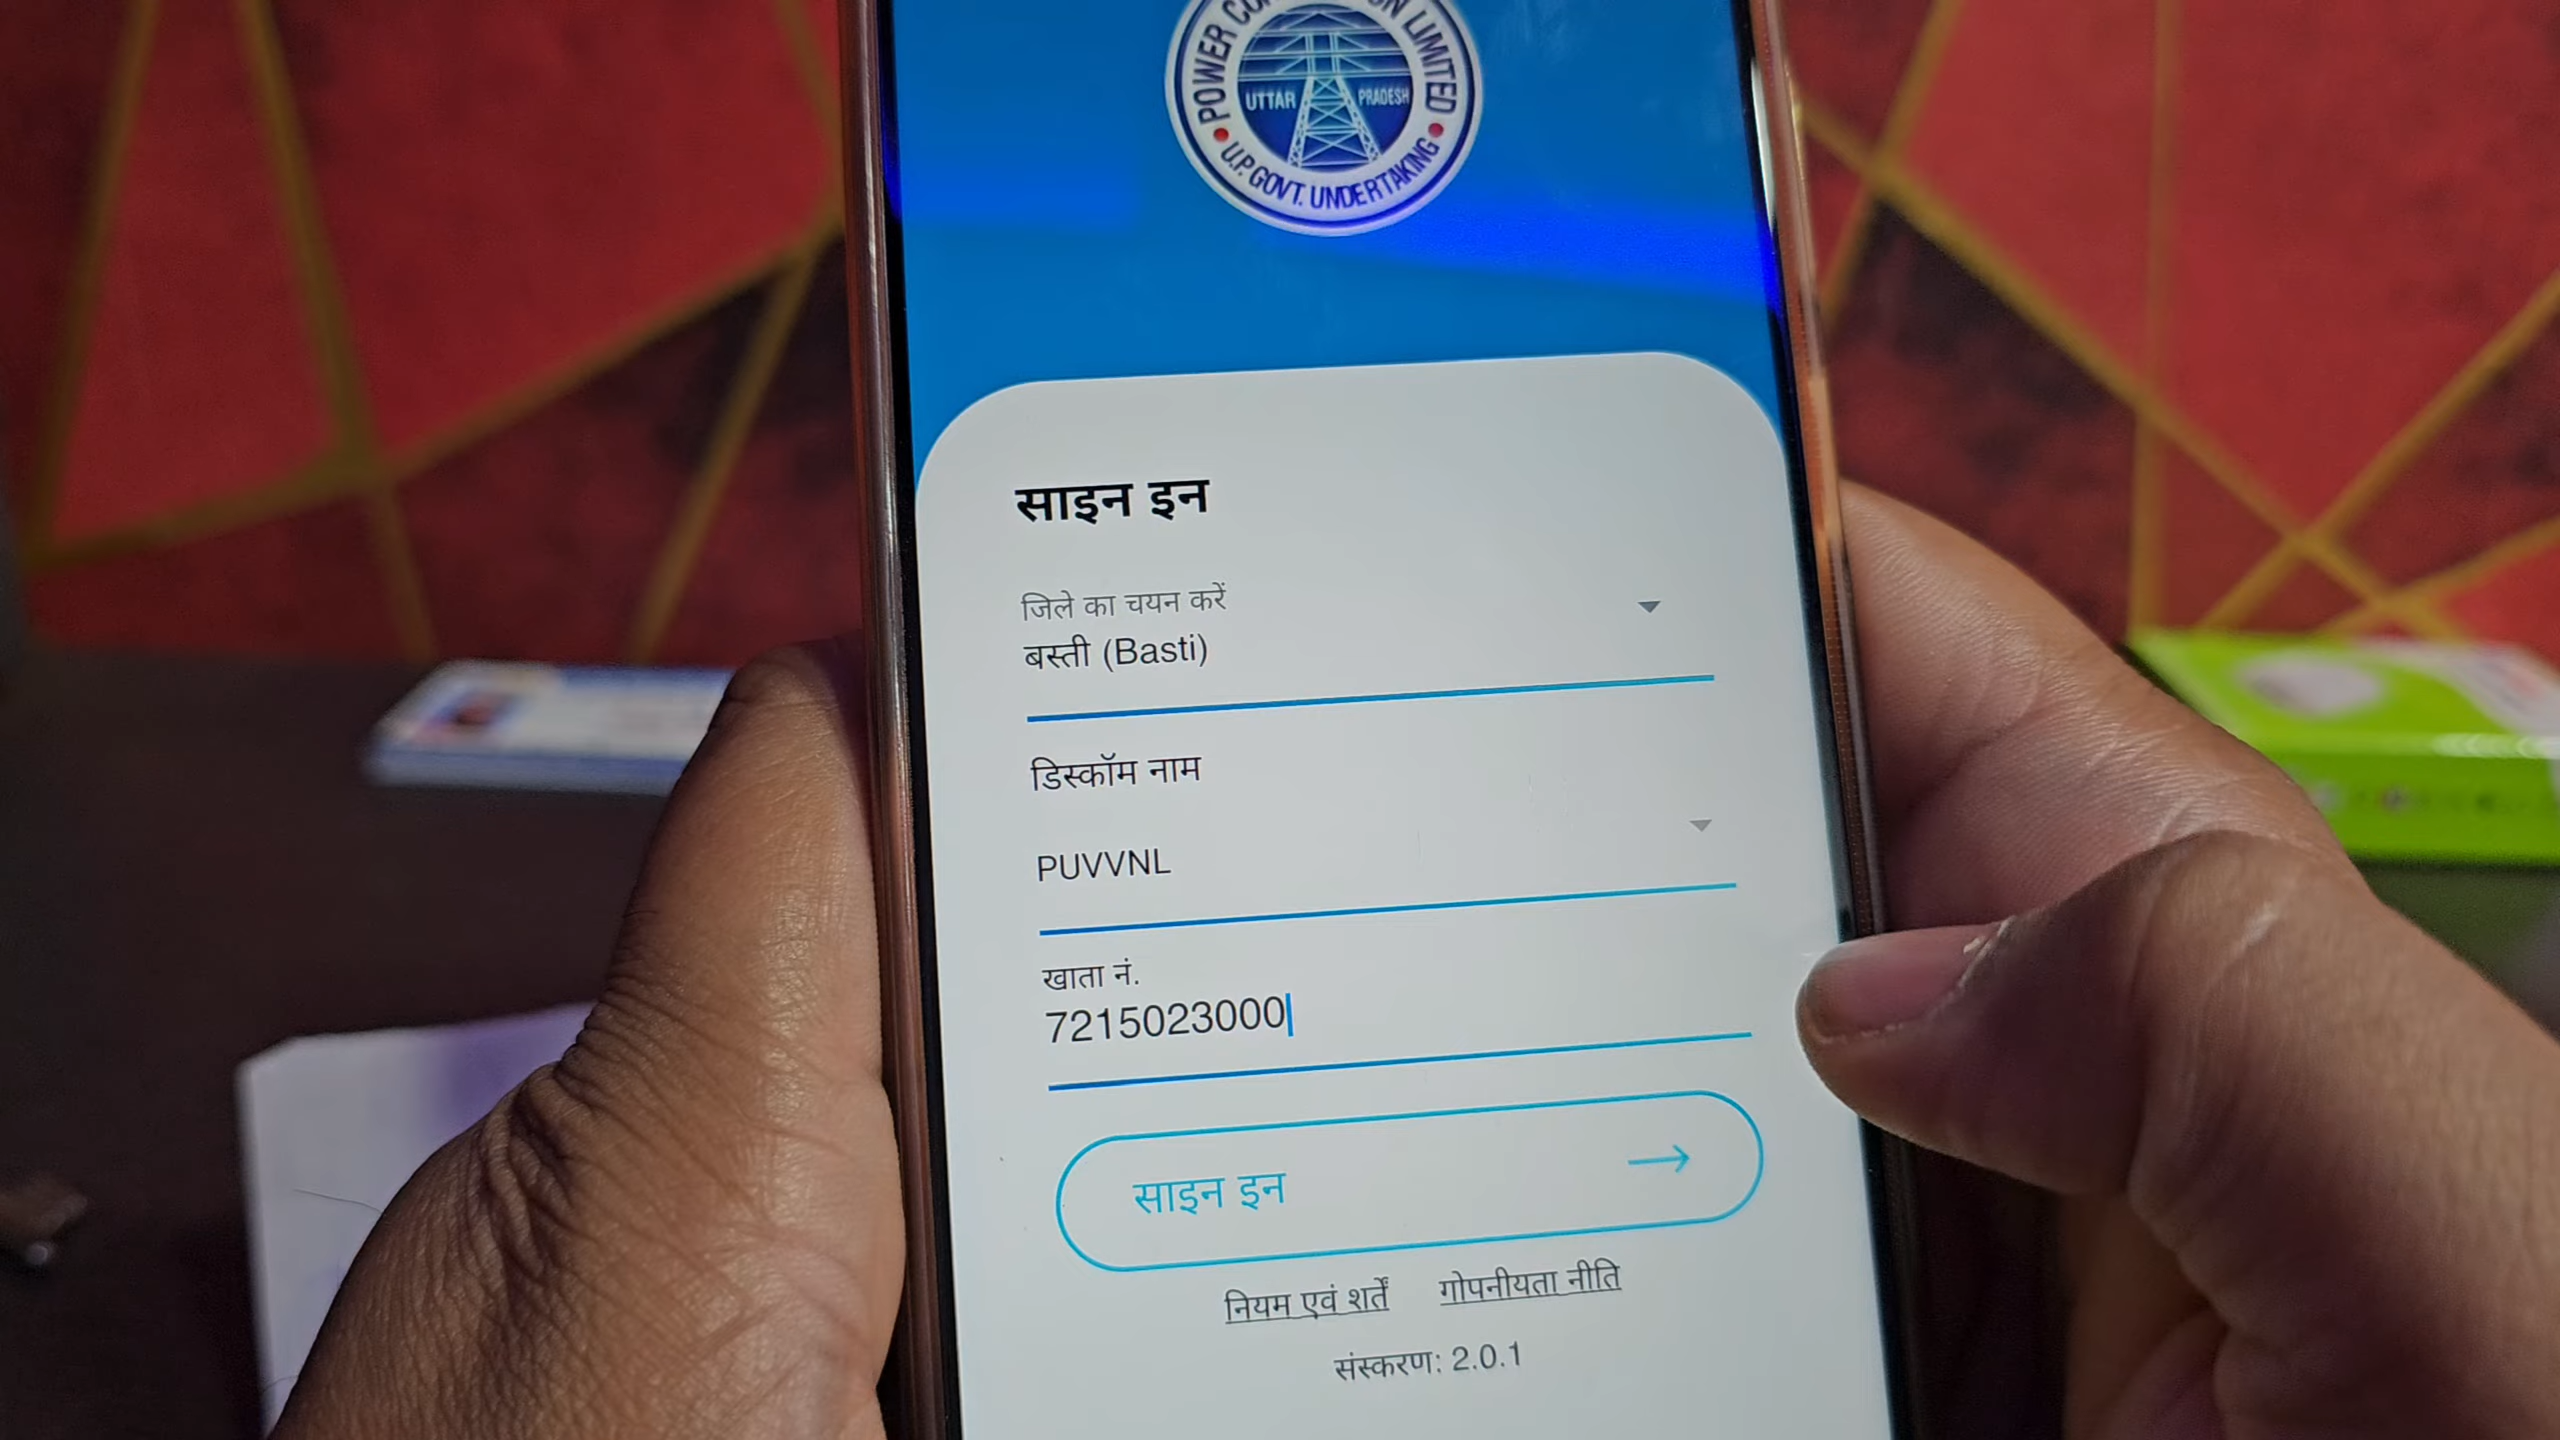 POWER CO ON LIMITED
UTTAR PRADESH
U.P. GOVT. UNDERTAKING
साइन इन
जिले का चयन करें
बस्ती (Basti)
डिस्कॉम नाम
PUVVNL
खाता नं.
7215023000
साइन इन
नियम एवं शर्तें गोपनीयता नीति
संस्करण: 2.0.1